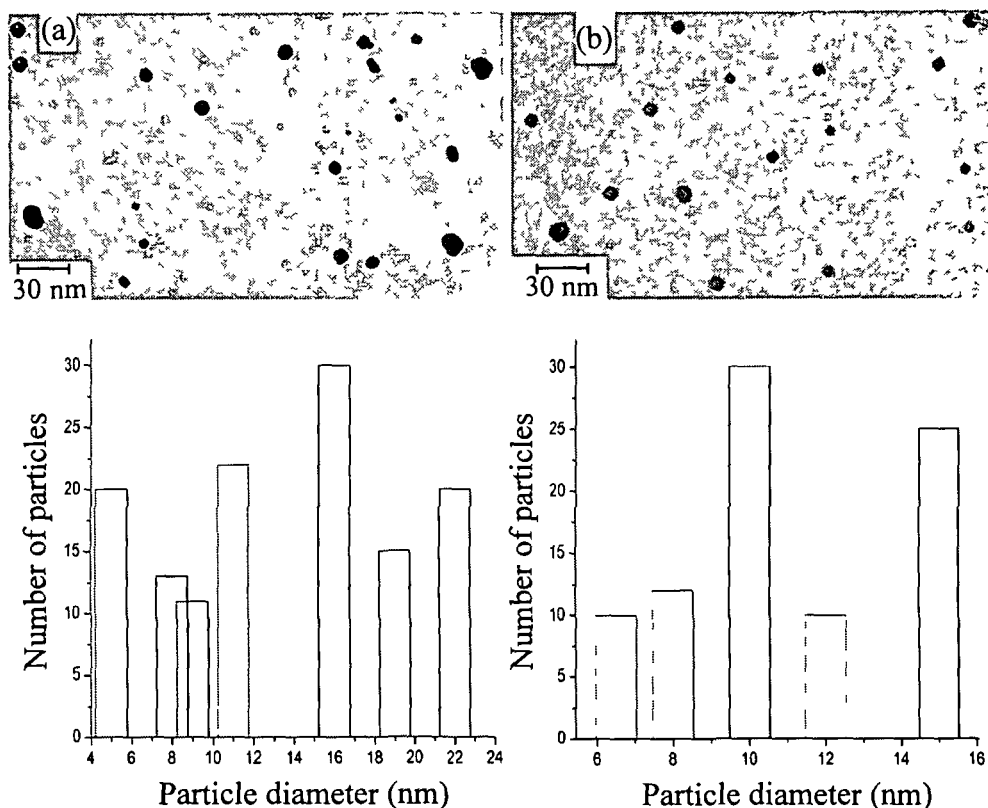 (a)
(b)
30 nm
30 nm
Number of particles
30
25
20
15
10
5
0
4 6 8 10 12 14 16 18 20 22 24
Particle diameter (nm)
Number of particles
30
25
20
15
10
5
0
6 8 10 12 14 16
Particle diameter (nm)